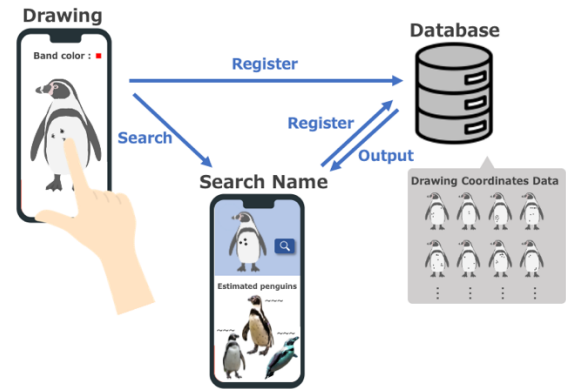 Drawing
Band color :
Register
Database
Search
Register
Output
Search Name
Drawing Coordinates Data
Estimated penguins